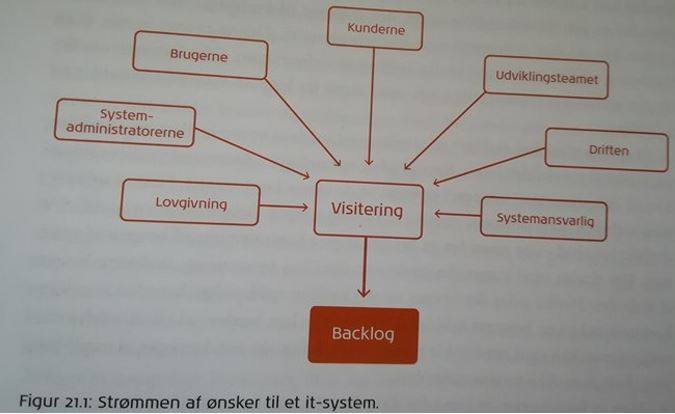 Kunderne
Brugerne
Udviklingsteamet
System-
administratorerne
Driften
Lovgivning
Visitering
Systemansvarlig
Backlog
Figur 21.1: Strømmen af ønsker til et it-system.